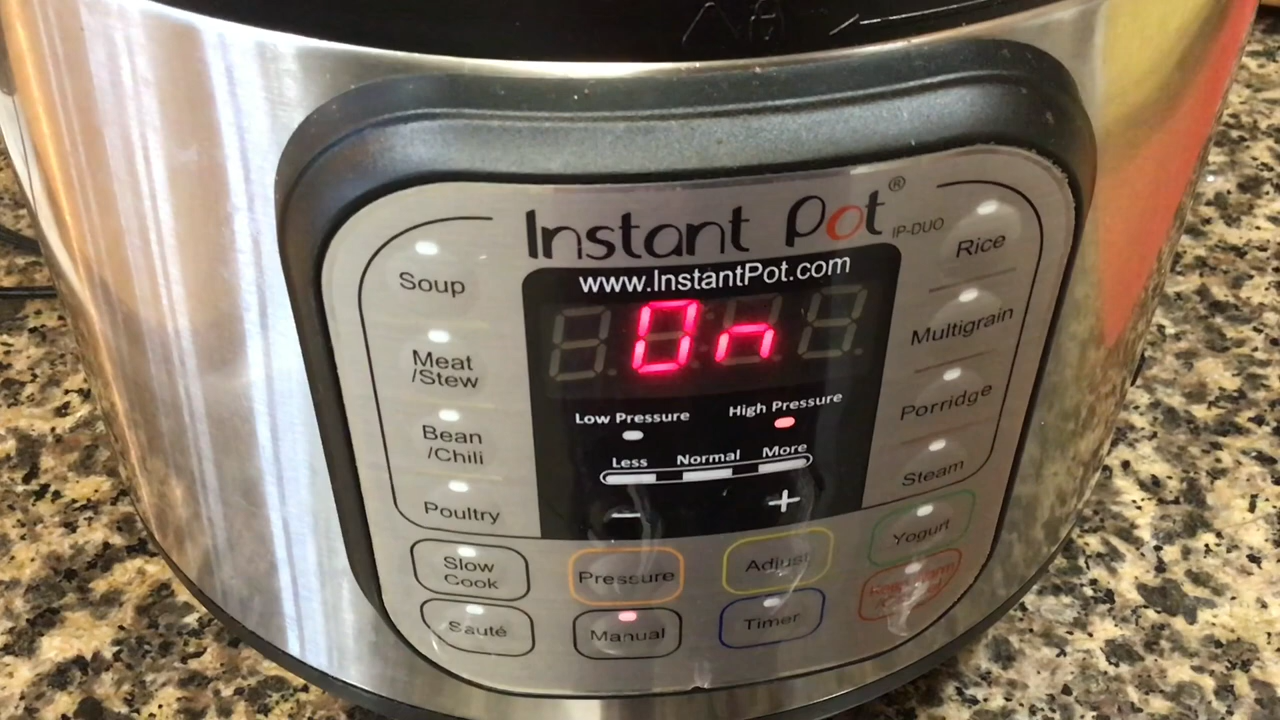 Instant Pot®
IP-DUO
www.InstantPot.com
On
Low Pressure
High Pressure
Less Normal More
- +
Soup
Meat
/Stew
Bean
/Chili
Poultry
Slow
Cook
Sauté
Pressure
Manual
Adjust
Timer
Rice
Multigrain
Porridge
Steam
Yogurt